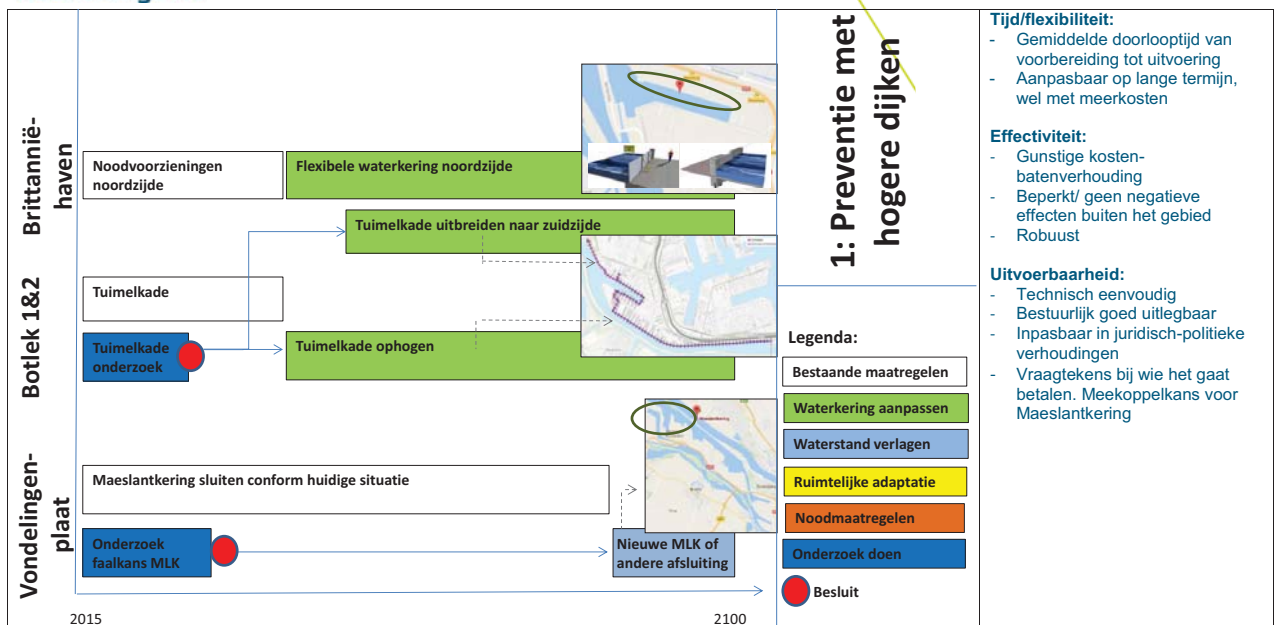 Brittannië-
haven
Botlek 1&2
Vondelingen-
plaat
Noodvoorzieningen
noordzijde
Flexibele waterkering noordzijde
Tuimelkade uitbreiden naar zuidzijde
Tuimelkade
Tuimelkade
onderzoek
Tuimelkade ophogen
Maeslantkering sluiten conform huidige situatie
Onderzoek
faalkans MLK
Nieuwe MLK of
andere afsluiting
2015
2100
1: Preventie met
hogere dijken
Legenda:
Bestaande maatregelen
Waterkering aanpassen
Waterstand verlagen
Ruimtelijke adaptatie
Noodmaatregelen
Onderzoek doen
Besluit
Tijd/flexibiliteit:
- Gemiddelde doorlooptijd van
voorbereiding tot uitvoering
- Aanpasbaar op lange termijn,
wel met meerkosten
Effectiviteit:
- Gunstige kosten-
batenverhouding
- Beperkt/ geen negatieve
effecten buiten het gebied
- Robuust
Uitvoerbaarheid:
- Technisch eenvoudig
- Bestuurlijk goed uitlegbaar
- Inpasbaar in juridisch-politieke
verhoudingen
- Vraagtekens bij wie het gaat
betalen. Meekoppelkans voor
Maeslantkering